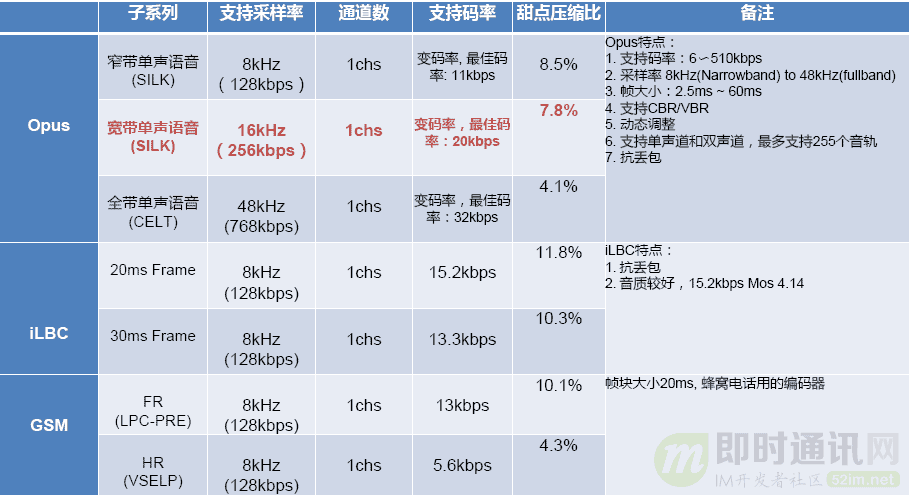 子系列 支持采样率 通道数 支持码率 甜点压缩比 备注
Opus
窄带单声语音
(SILK)
8kHz
(128kbps)
1chs
变码率, 最佳码
率: 11kbps
8.5%
宽带单声语音
(SILK)
16kHz
(256kbps)
1chs
变码率，最佳码
率：20kbps
7.8%
全带单声语音
(CELT)
48kHz
(768kbps)
1chs
变码率，最佳码
率：32kbps
4.1%
Opus特点：
1. 支持码率：6～510kbps
2. 采样率 8kHz(Narrowband) to 48kHz(fullband)
3. 帧大小：2.5ms ~ 60ms
4. 支持CBR/VBR
5. 动态调整
6. 支持单声道和双声道，最多支持255个音轨
7. 抗丢包
iLBC
20ms Frame
8kHz
(128kbps)
1chs
15.2kbps
11.8%
30ms Frame
8kHz
(128kbps)
1chs
13.3kbps
10.3%
iLBC特点：
1. 抗丢包
2. 音质较好，15.2kbps Mos 4.14
GSM
FR
(LPC-PRE)
8kHz
(128kbps)
1chs
13kbps
10.1%
HR
(VSELP)
8kHz
(128kbps)
1chs
5.6kbps
4.3%
帧块大小20ms, 蜂窝电话用的编码器
m 即时通讯网
IM开发者社区 52im.net